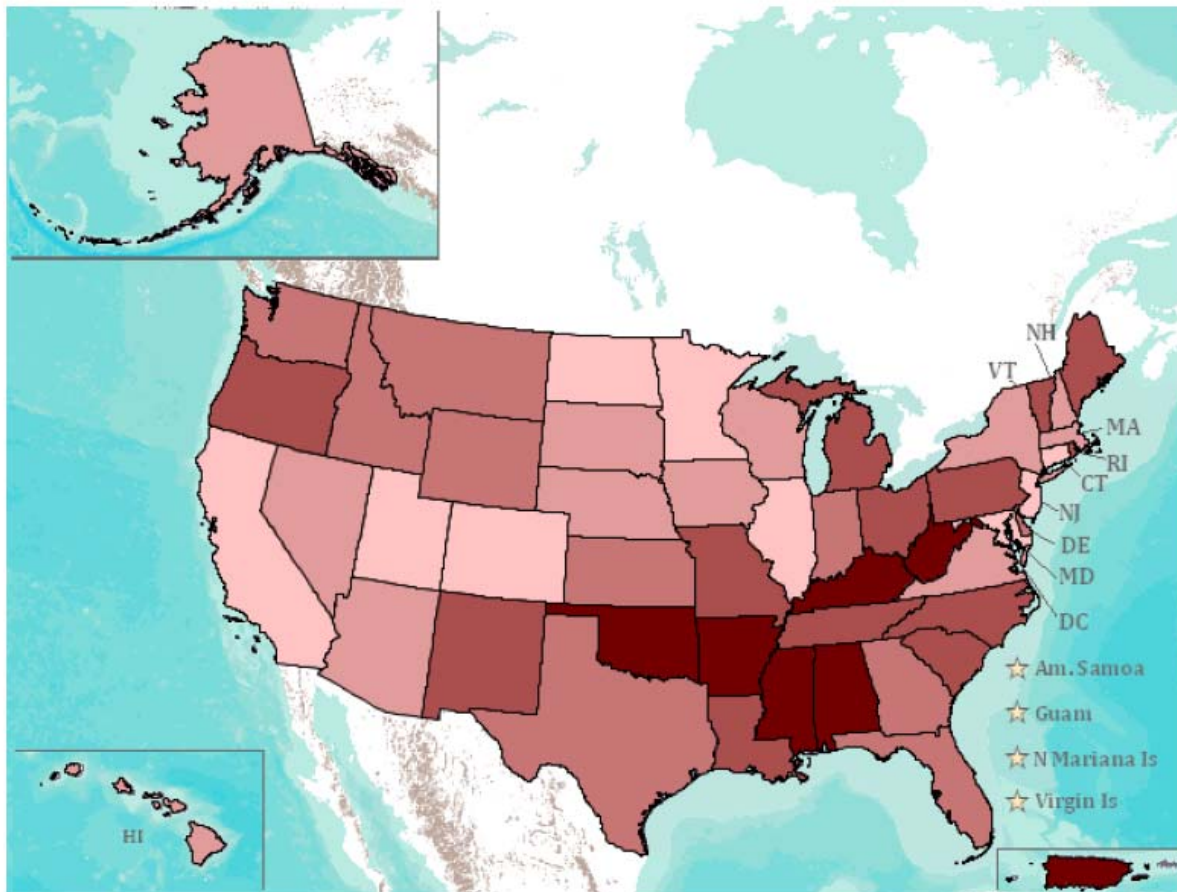 NH
VT
MA
RI
CT
NJ
DE
MD
DC
Am. Samoa
Guam
N Mariana Is
Virgin Is
HI